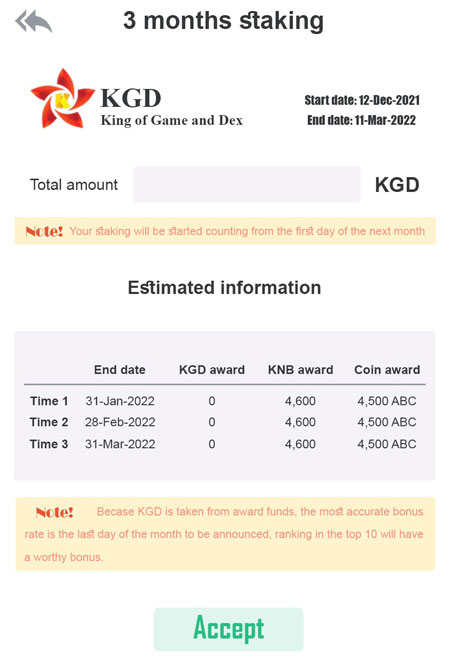 3 months staking
KGD
King of Game and Dex
Start date: 12-Dec-2021
End date: 11-Mar-2022
Total amount KGD
Note! Your staking will be started counting from the first day of the next month
Estimated information
End date KGD award KNB award Coin award
Time 1 31-Jan-2022 0 4,600 4,500 ABC
Time 2 28-Feb-2022 0 4,600 4,500 ABC
Time 3 31-Mar-2022 0 4,600 4,500 ABC
Note! Becase KGD is taken from award funds, the most accurate bonus
rate is the last day of the month to be announced, ranking in the top 10 will have
a worthy bonus.
Accept